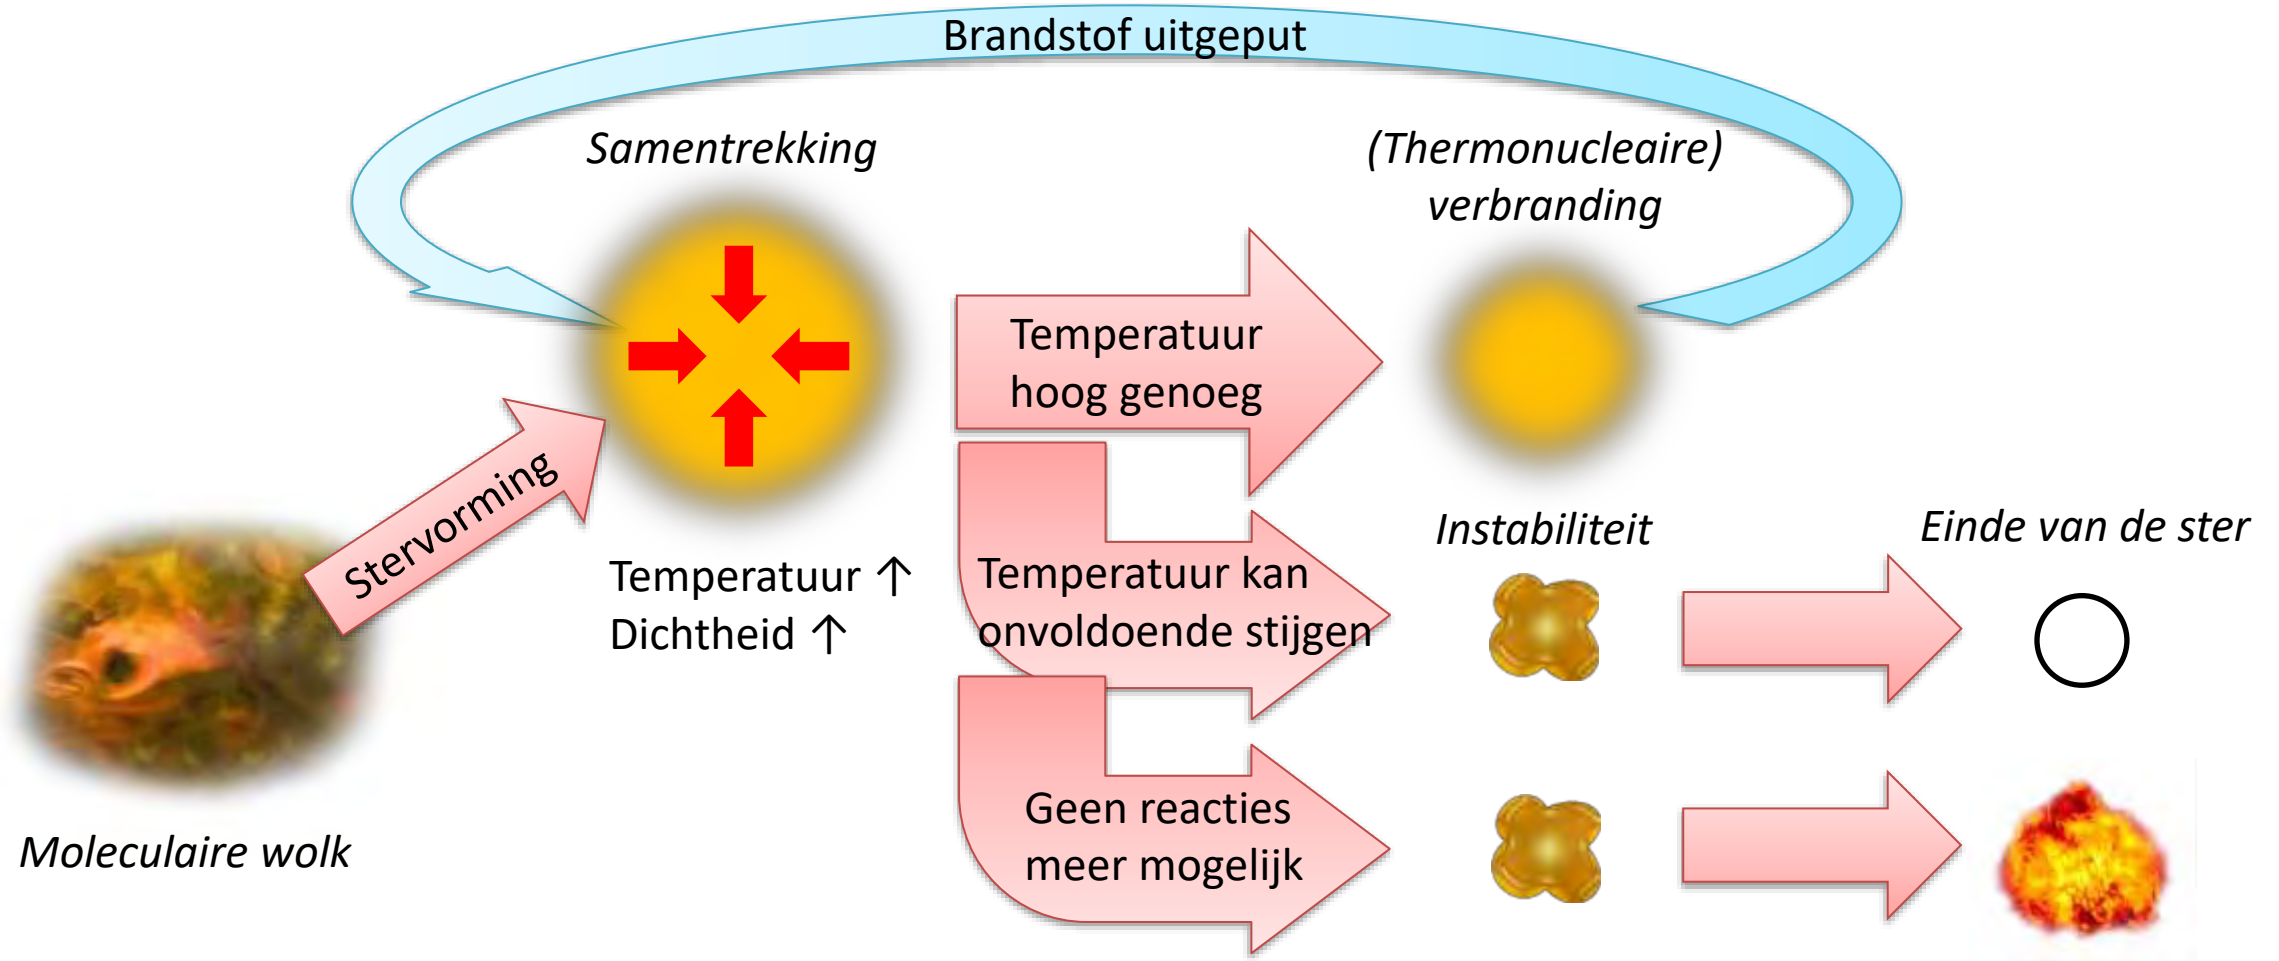 Brandstof uitgeput
Samentrekking
(Thermonucleaire)
verbranding
Temperatuur
hoog genoeg
Stervorming
Instabiliteit
Einde van de ster
Temperatuur ↑
Dichtheid ↑
Temperatuur kan
onvoldoende stijgen
Geen reacties
meer mogelijk
Moleculaire wolk